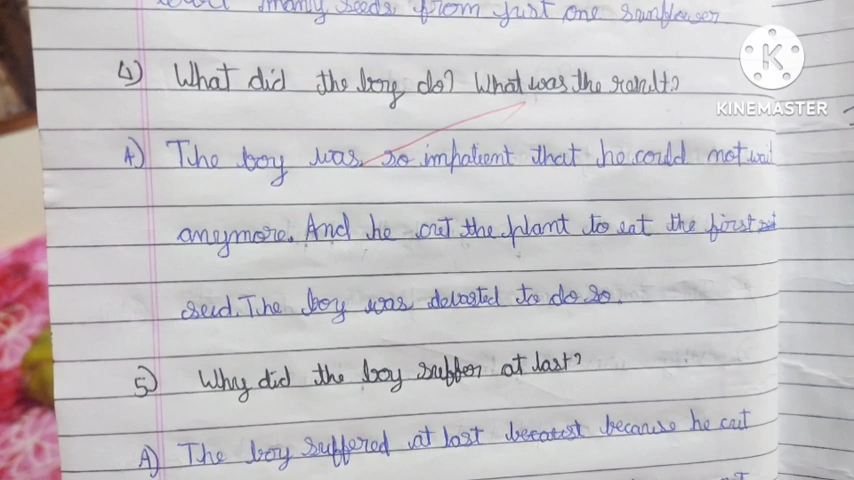 many seeds from just one sunflower
4) What did the boy do? What was the result?
A) The boy was so impatient that he could not wait
anymore. And he cut the plant to eat the first
seed. The boy was devasted to do so.
5) Why did the boy suffer at last?
A) The boy suffered at last because he cut
K
KINEMASTER